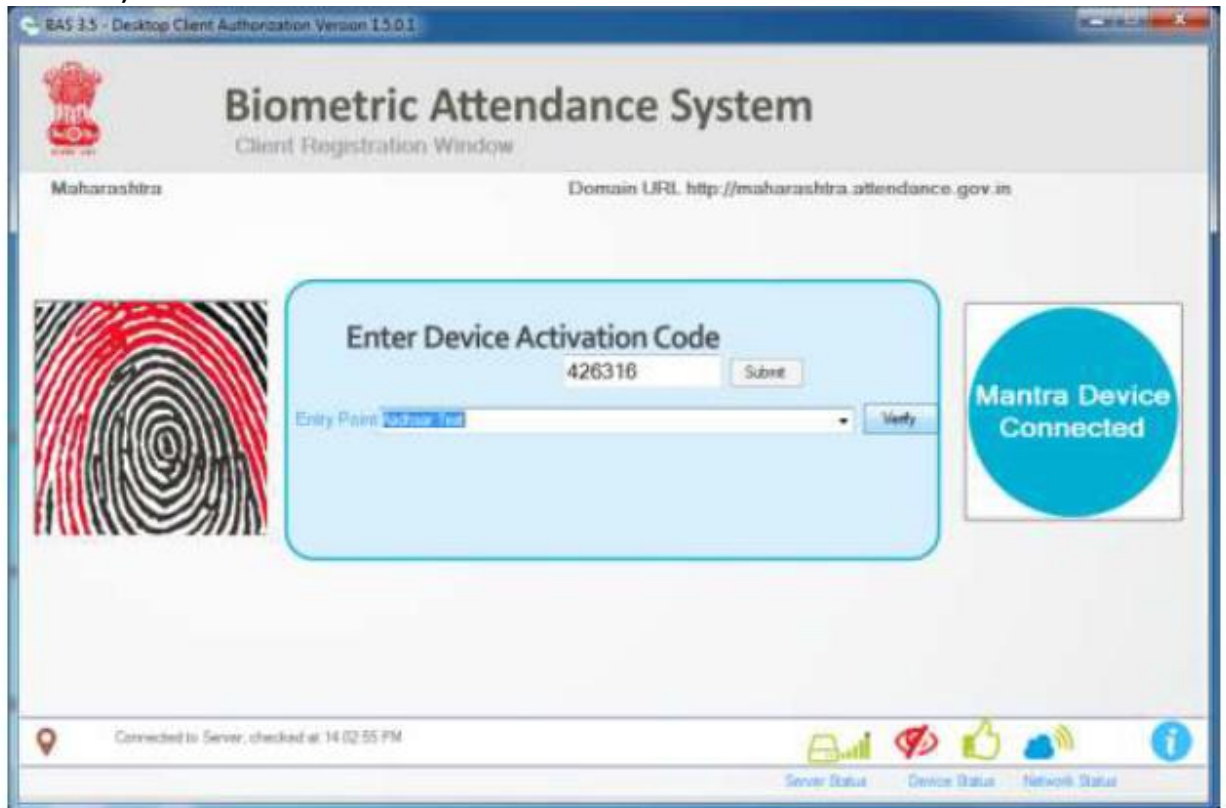 BAS 3.5 - Desktop Client Authorization Version 1.5.0.1
Biometric Attendance System
Client Registration Window
Maharashtra
Domain URL http://maharashtra.attendance.gov.in
Enter Device Activation Code
426316 Submit
Entry Point Verify
Mantra Device
Connected
Connected to Server, checked at 14:02:55 PM
Server Status Device Status Network Status